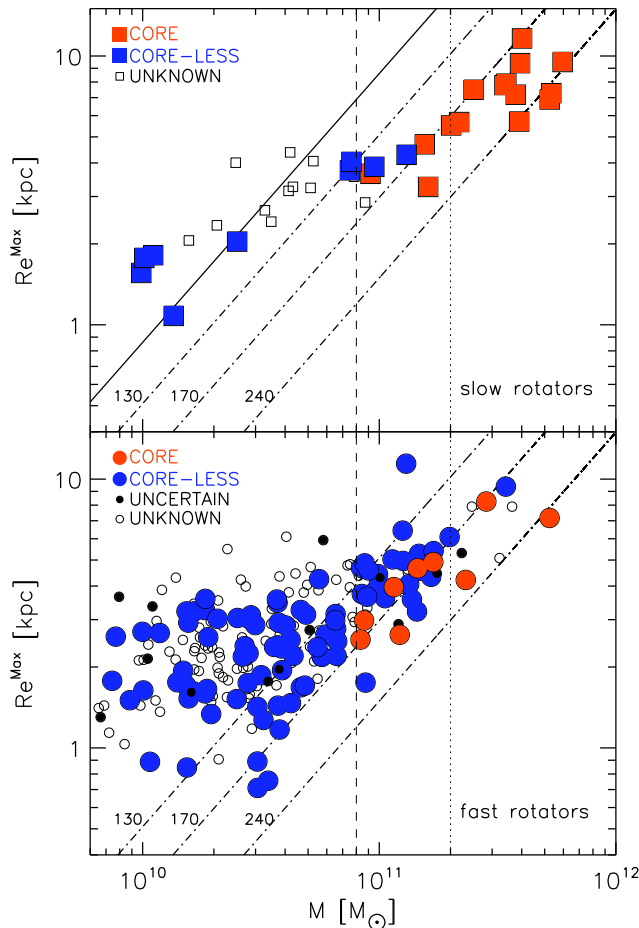 CORE
CORE-LESS
UNKNOWN
10
1
Re^Max [kpc]
130
170
240
slow rotators
CORE
CORE-LESS
UNCERTAIN
UNKNOWN
10
1
Re^Max [kpc]
130
170
240
fast rotators
10^10
10^11
10^12
M [M_⊙]